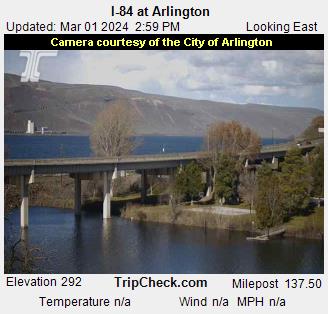 I-84 at Arlington
Updated: Mar 01 2024 2:59 PM Looking East
Camera courtesy of the City of Arlington
Elevation 292 TripCheck.com Milepost 137.50
Temperature n/a Wind n/a MPH n/a